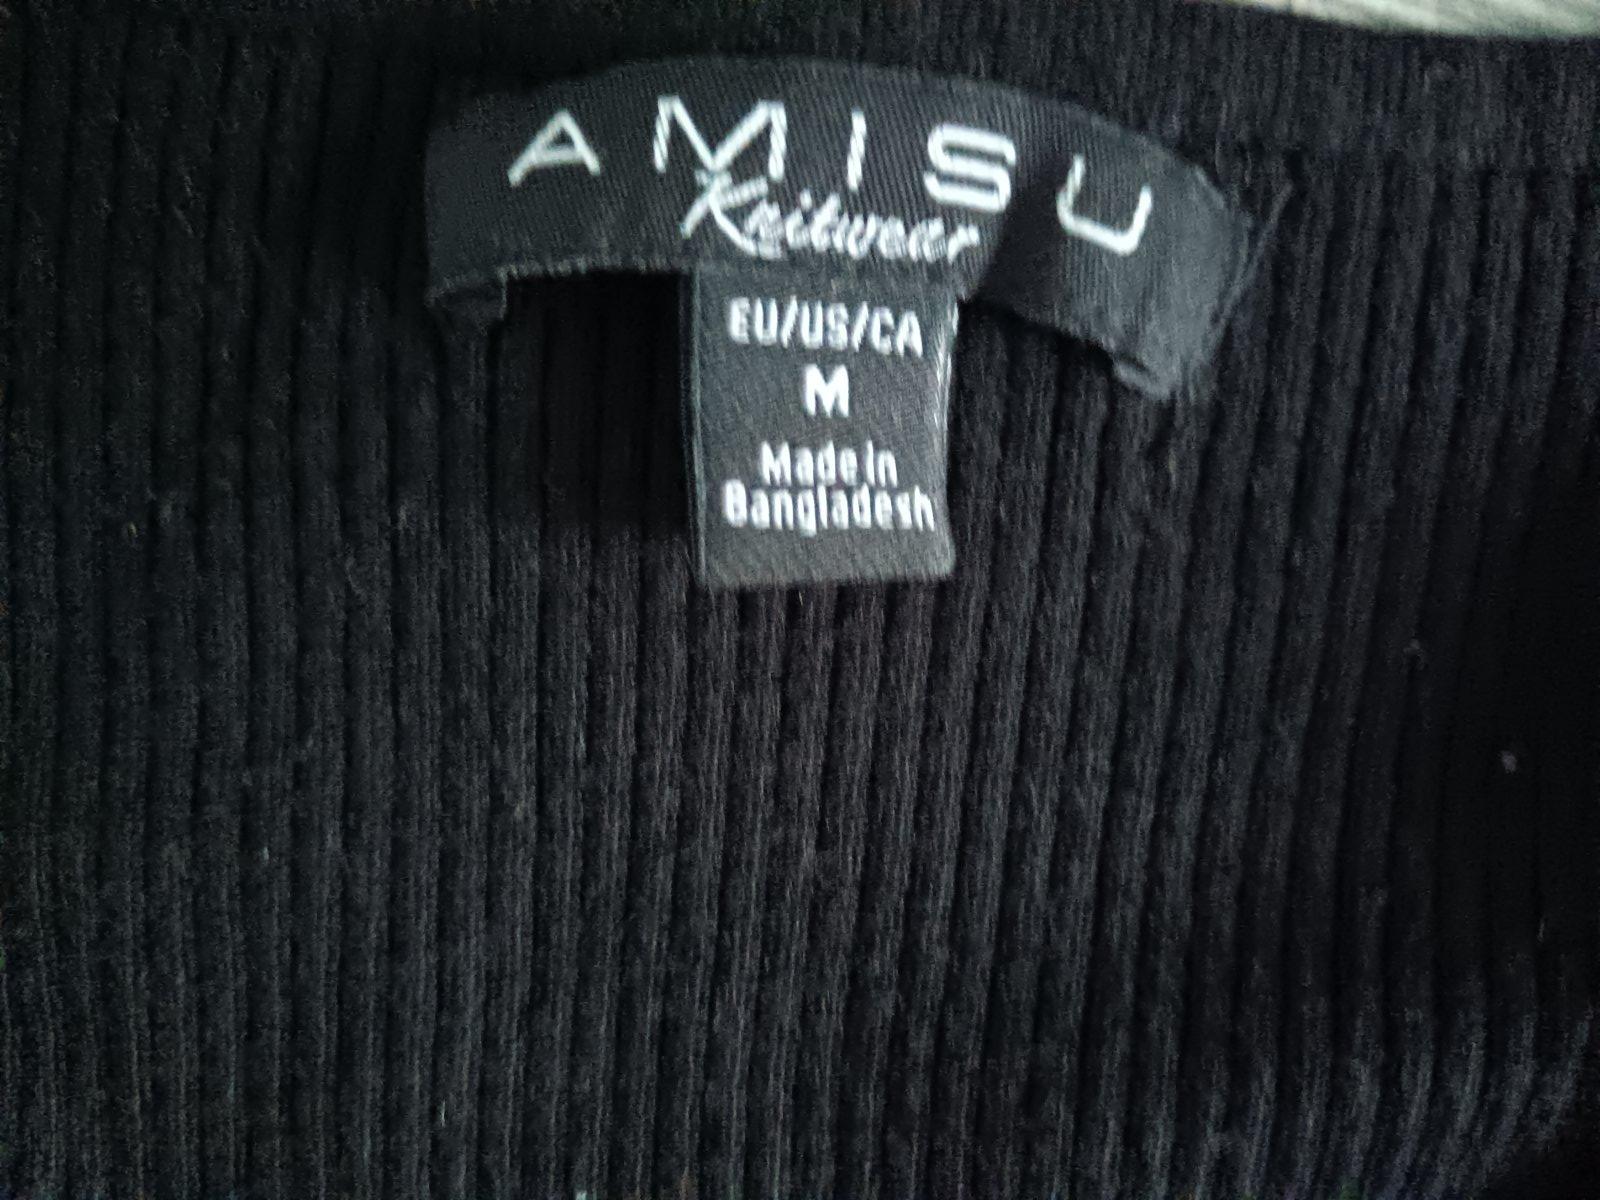 AMISU
Knitwear
EU/US/CA
M
Made in
Bangladesh